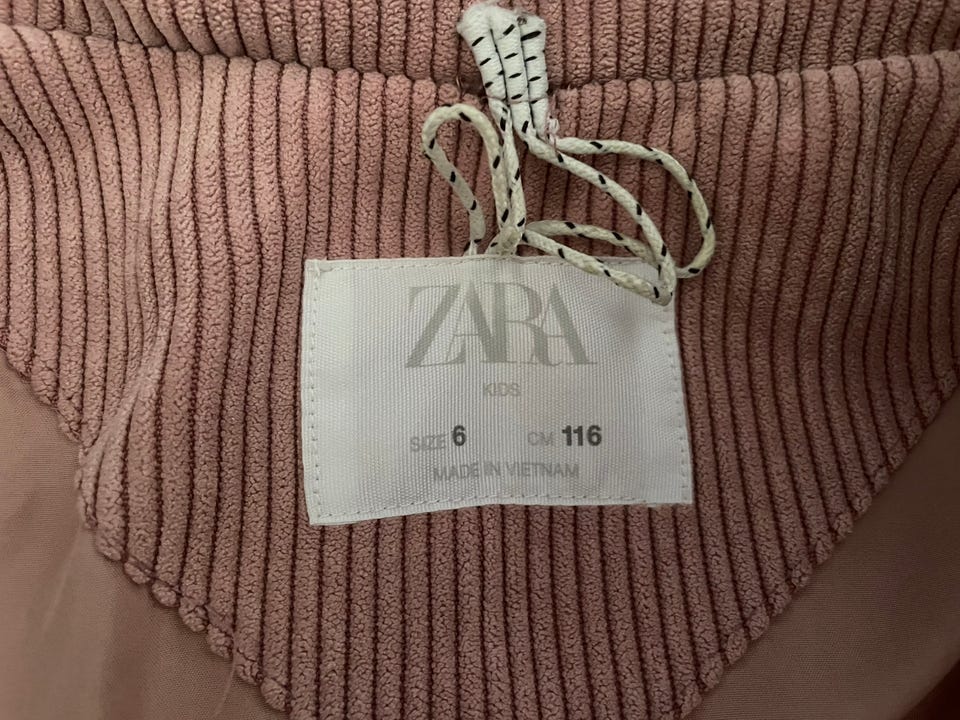 ZARA
KIDS
SIZE 6 CM 116
MADE IN VIETNAM